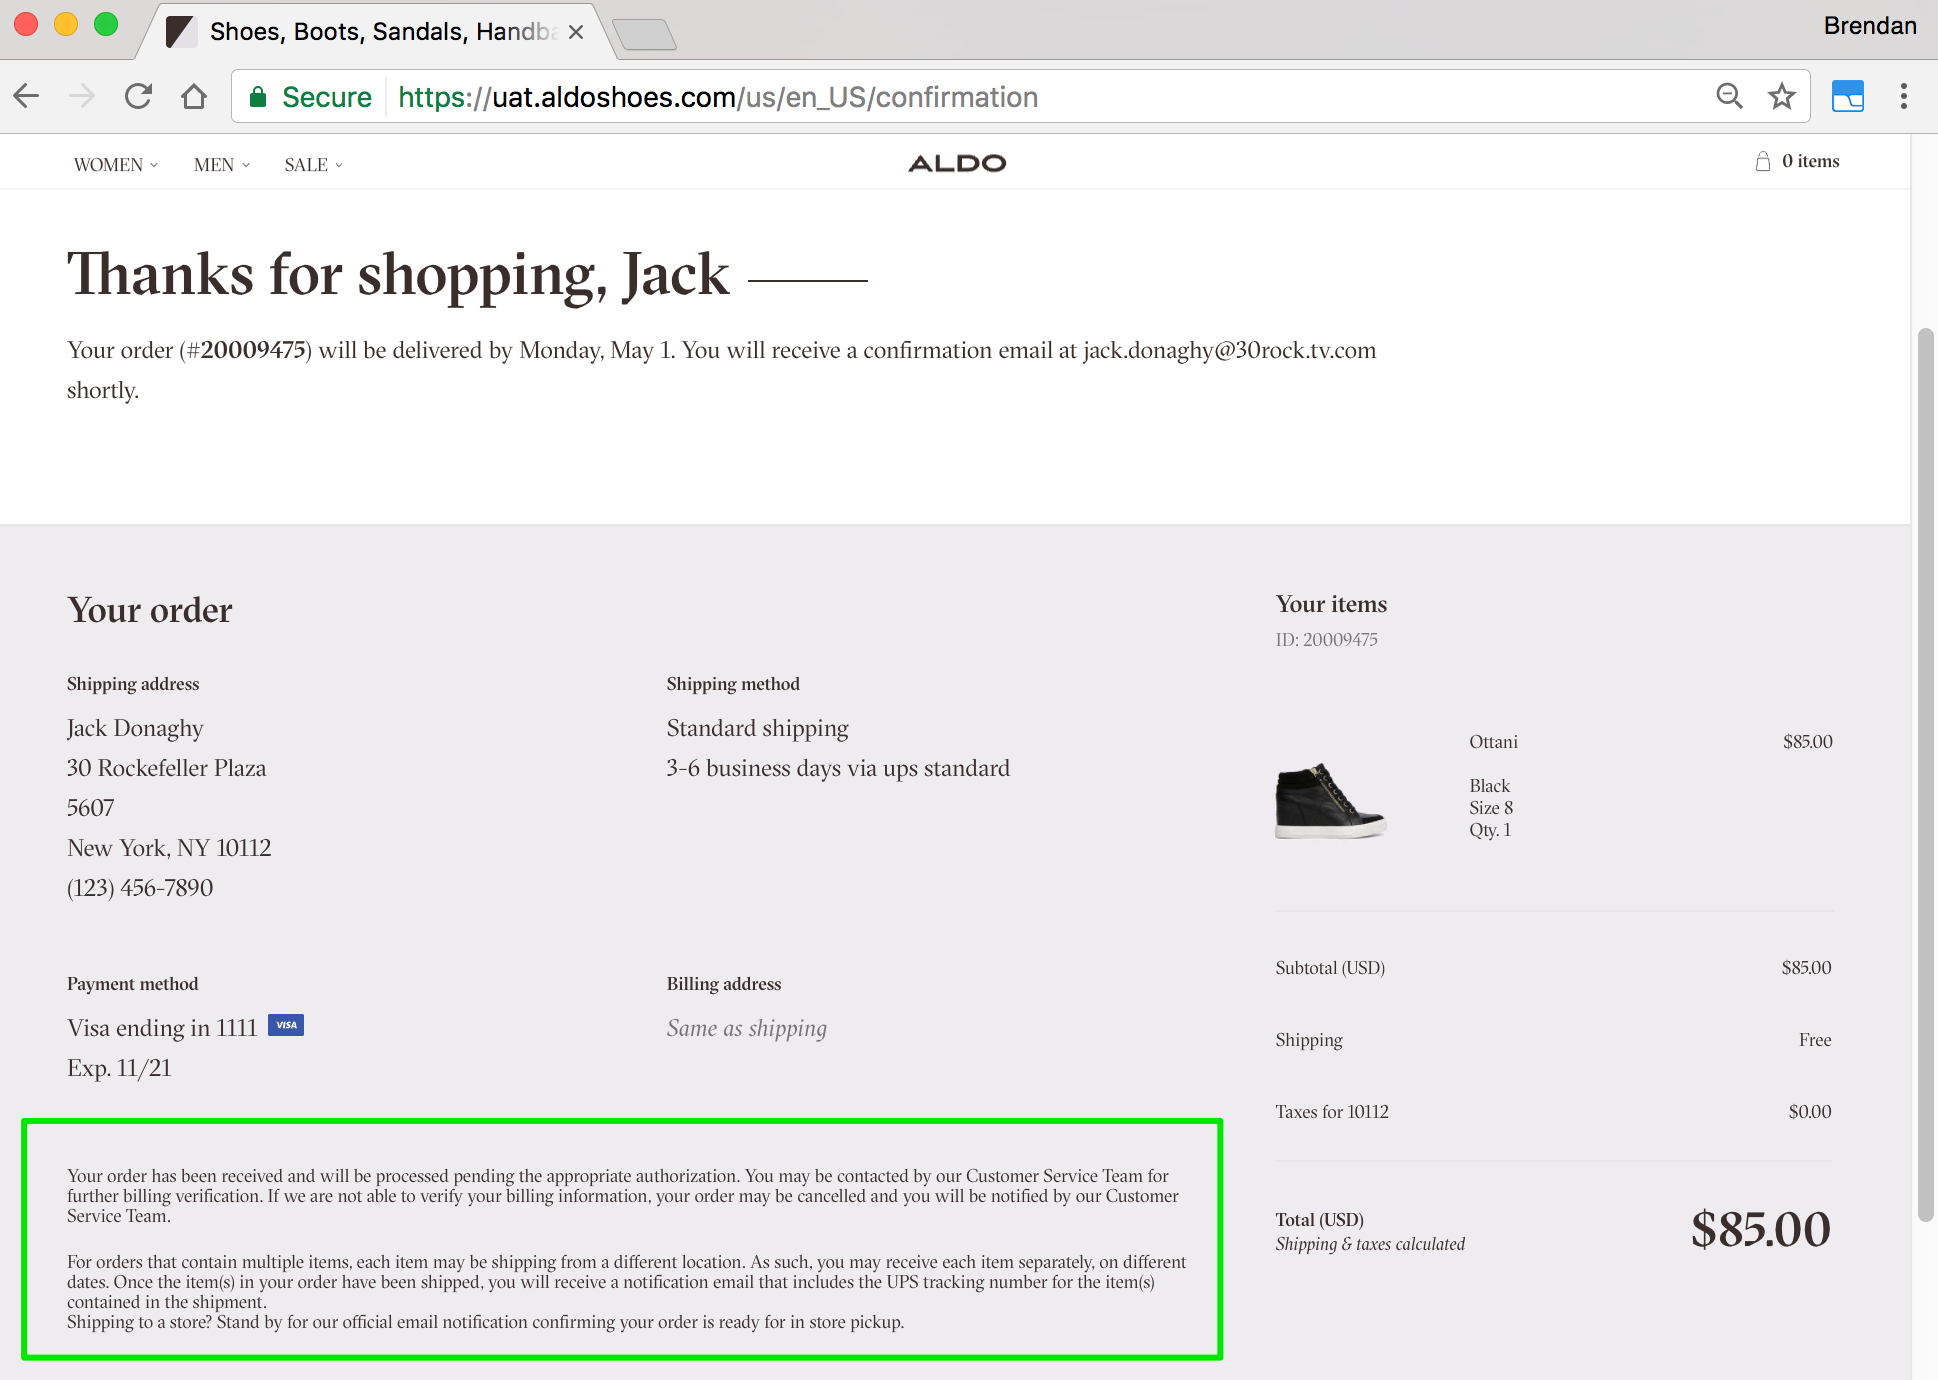 Shoes, Boots, Sandals, Handba
Brendan
Secure
https://uat.aldoshoes.com/us/en_US/confirmation
WOMEN
MEN
SALE
ALDO
0 items
Thanks for shopping, Jack
Your order (#20009475) will be delivered by Monday, May 1. You will receive a confirmation email at jack.donaghy@30rock.tv.com
shortly.
Your order
Shipping address
Jack Donaghy
30 Rockefeller Plaza
5607
New York, NY 10112
(123) 456-7890
Shipping method
Standard shipping
3-6 business days via ups standard
Payment method
Visa ending in 1111 VISA
Exp. 11/21
Billing address
Same as shipping
Your order has been received and will be processed pending the appropriate authorization. You may be contacted by our Customer Service Team for
further billing verification. If we are not able to verify your billing information, your order may be cancelled and you will be notified by our Customer
Service Team.
For orders that contain multiple items, each item may be shipping from a different location. As such, you may receive each item separately, on different
dates. Once the item(s) in your order have been shipped, you will receive a notification email that includes the UPS tracking number for the item(s)
contained in the shipment.
Shipping to a store? Stand by for our official email notification confirming your order is ready for in store pickup.
Your items
ID: 20009475
Ottani $85.00
Black
Size 8
Qty. 1
Subtotal (USD) $85.00
Shipping Free
Taxes for 10112 $0.00
Total (USD) $85.00
Shipping & taxes calculated